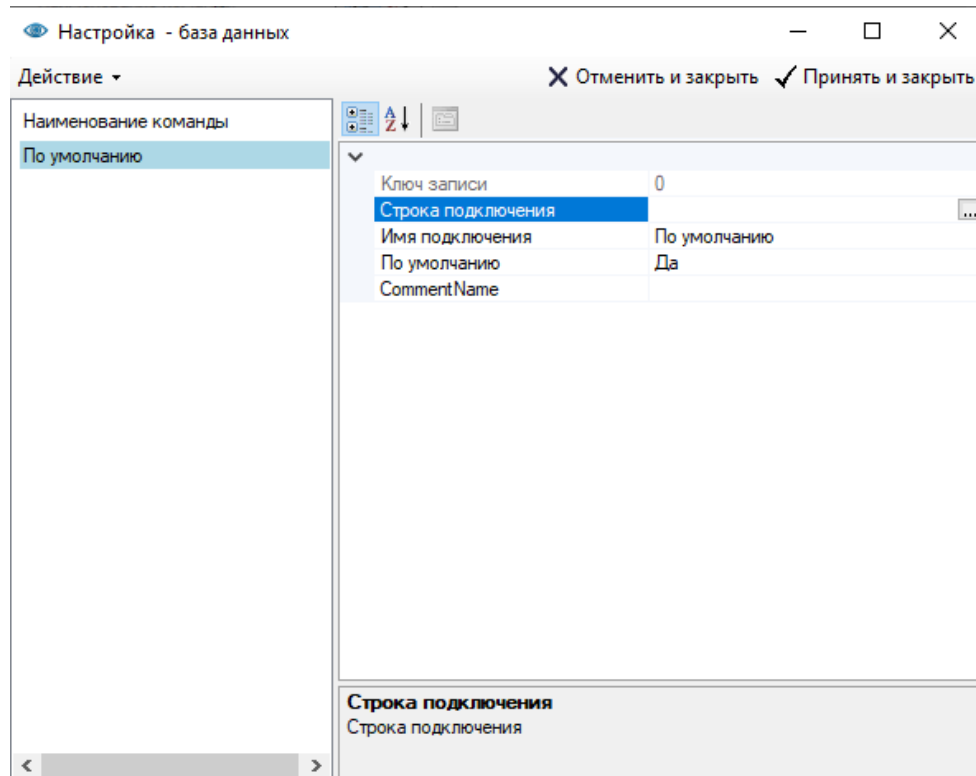 Настройка - база данных
Действие
Отменить и закрыть Принять и закрыть
Наименование команды
По умолчанию
Ключ записи 0
Строка подключения ...
Имя подключения По умолчанию
По умолчанию Да
CommentName
Строка подключения
Строка подключения